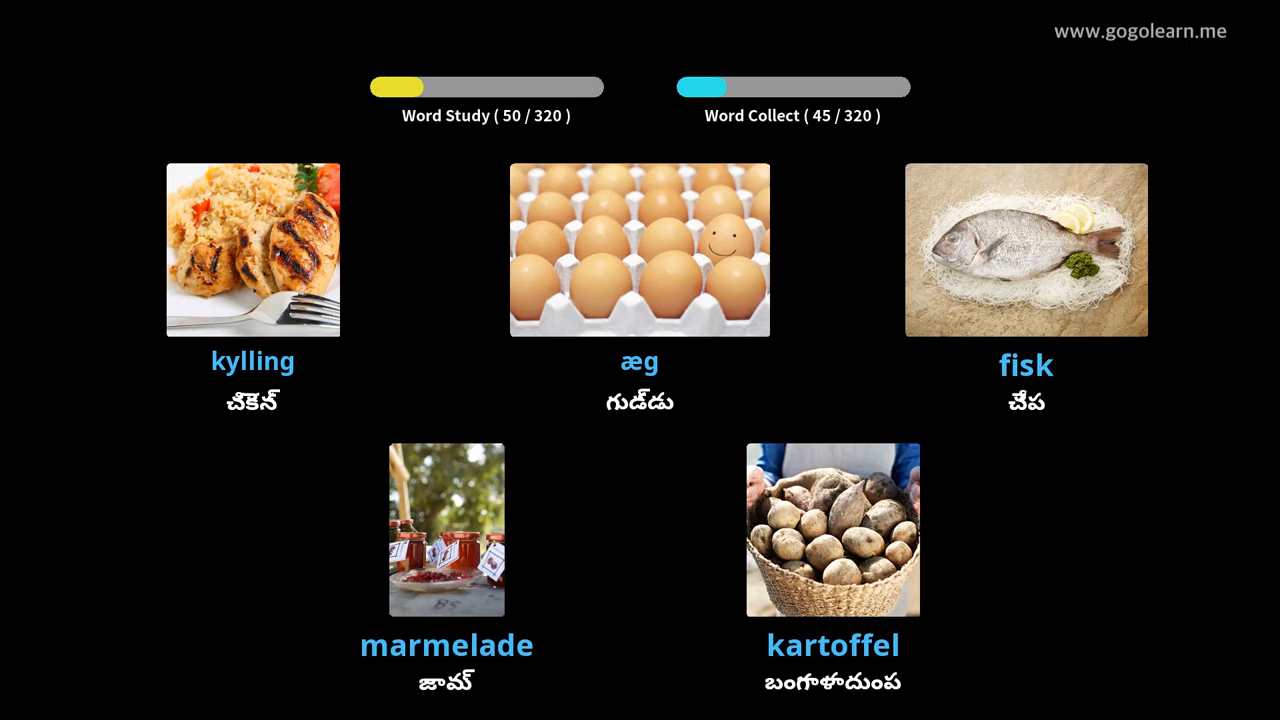 www.gogolearn.me
Word Study ( 50 / 320 )
Word Collect ( 45 / 320 )
kylling
æg
fisk
చికెన్
గుడ్డు
చేప
marmelade
kartoffel
జామ్
బంగాళాదుంప